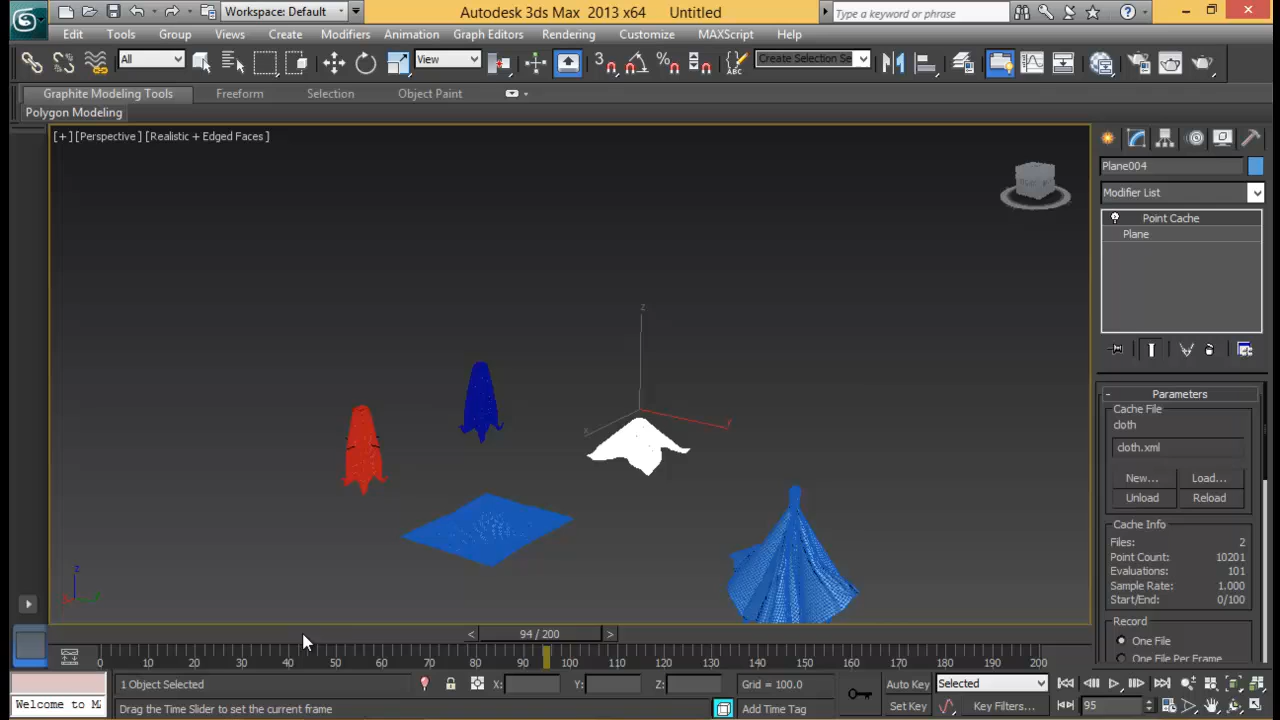 Workspace: Default
Autodesk 3ds Max 2013 x64 Untitled
Type a keyword or phrase
Edit Tools Group Views Create Modifiers Animation Graph Editors Rendering Customize MAXScript Help
All View Create Selection Se
Graphite Modeling Tools Freeform Selection Object Paint
Polygon Modeling
[+] [Perspective] [Realistic + Edged Faces]
Plane004
Modifier List
Point Cache
Plane
- Parameters
Cache File
cloth
cloth.xml
New... Load...
Unload Reload
Cache Info
Files: 2
Point Count: 10201
Evaluations: 101
Sample Rate: 1.000
Start/End: 0/100
Record
One File
One File Per Frame
z
z
< 94 / 200 >
0 10 20 30 40 50 60 70 80 90 100 110 120 130 140 150 160 170 180 190 200
1 Object Selected X: Y: Z: Grid = 100.0 Auto Key Selected
Welcome to M Drag the Time Slider to set the current frame Add Time Tag Set Key Key Filters... 95